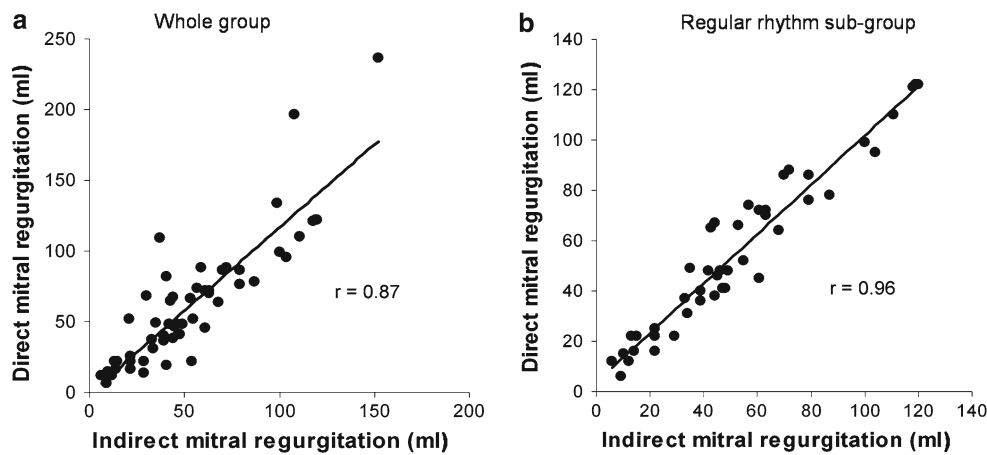 a
Whole group
Direct mitral regurgitation (ml)
250
200
150
100
50
0
r = 0.87
0 50 100 150 200
Indirect mitral regurgitation (ml)
b
Regular rhythm sub-group
Direct mitral regurgitation (ml)
140
120
100
80
60
40
20
0
r = 0.96
0 20 40 60 80 100 120 140
Indirect mitral regurgitation (ml)